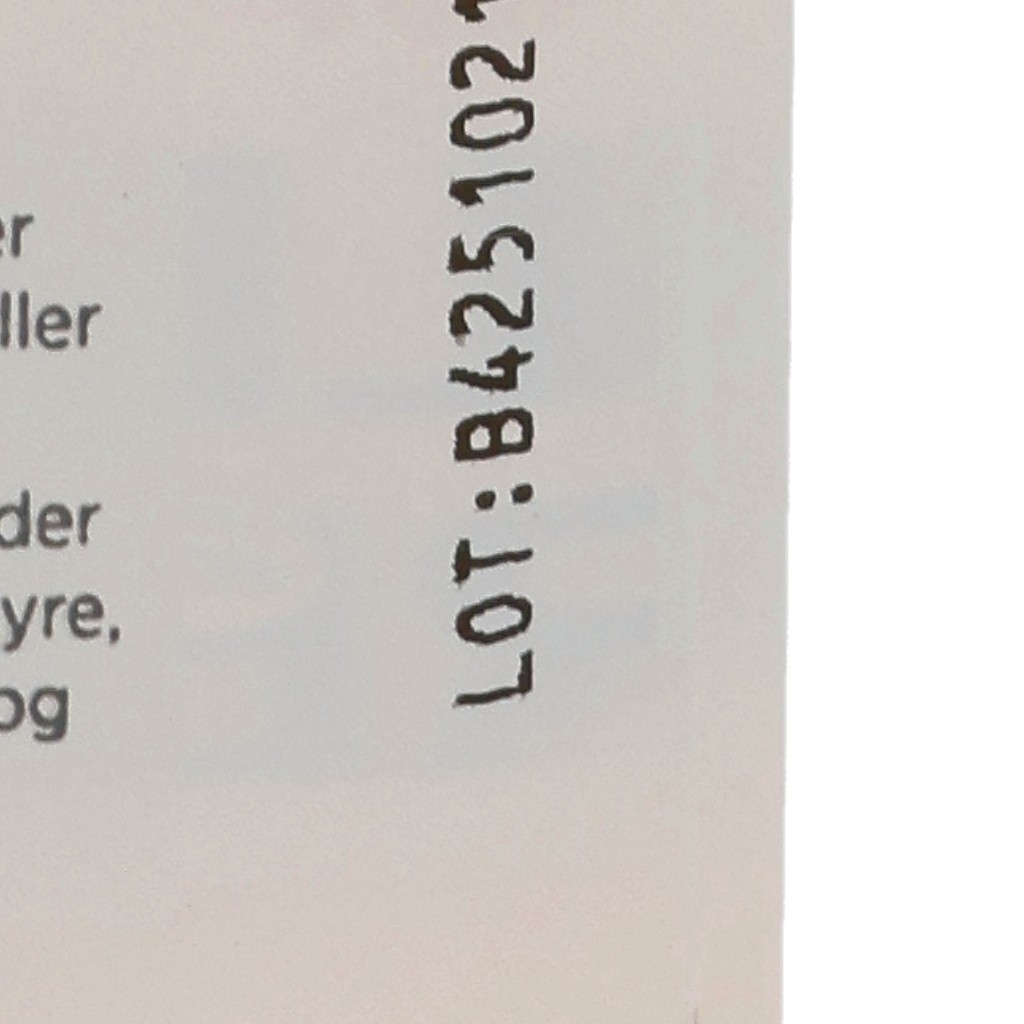 er
ller
der
yre,
og
LOT:B425102